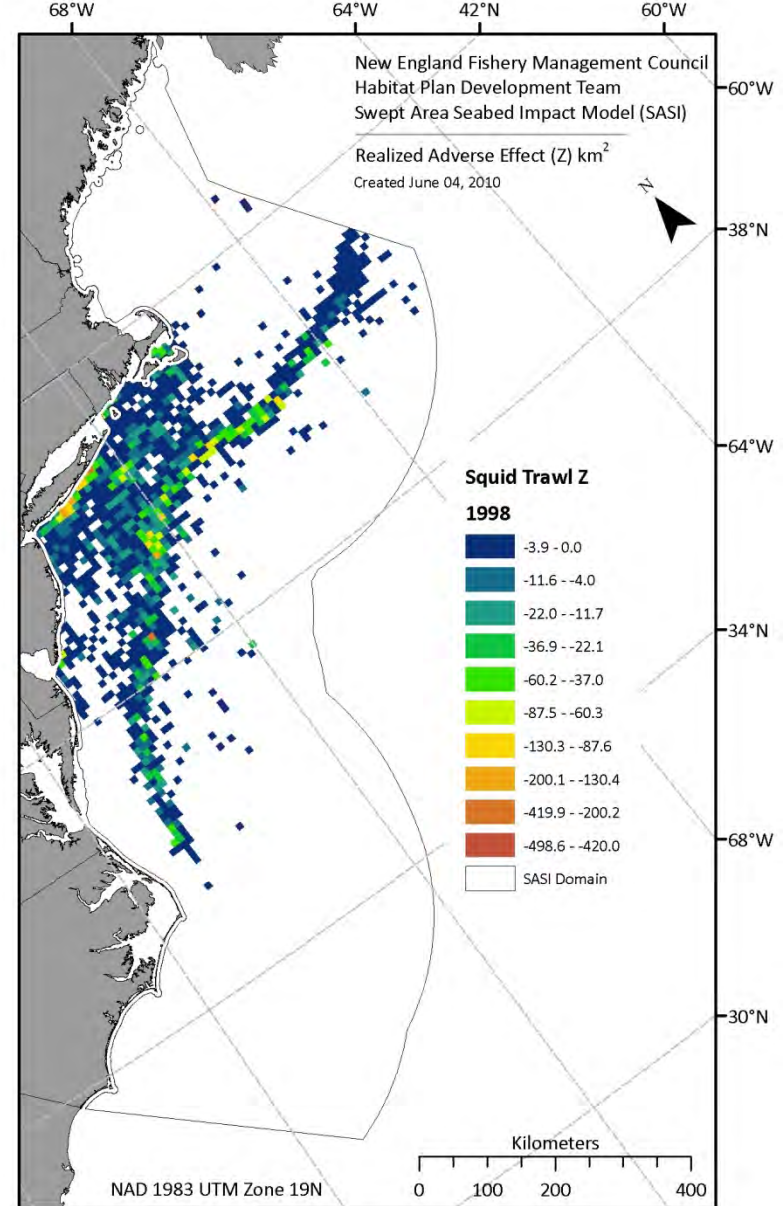 68°W 64°W 42°N 60°W
New England Fishery Management Council
Habitat Plan Development Team
Swept Area Seabed Impact Model (SASI)
Realized Adverse Effect (Z) km²
Created June 04, 2010
N
60°W
38°N
64°W
34°N
68°W
30°N
Squid Trawl Z
1998
-3.9 - 0.0
-11.6 - -4.0
-22.0 - -11.7
-36.9 - -22.1
-60.2 - -37.0
-87.5 - -60.3
-130.3 - -87.6
-200.1 - -130.4
-419.9 - -200.2
-498.6 - -420.0
SASI Domain
Kilometers
0 100 200 400
NAD 1983 UTM Zone 19N